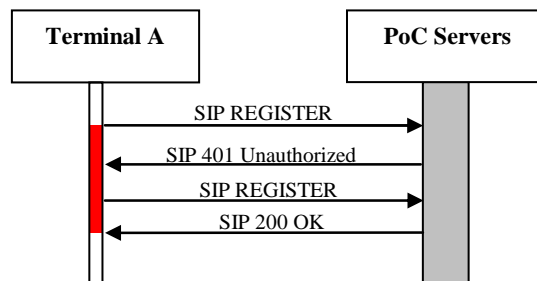 Terminal A
PoC Servers
SIP REGISTER
SIP 401 Unauthorized
SIP REGISTER
SIP 200 OK